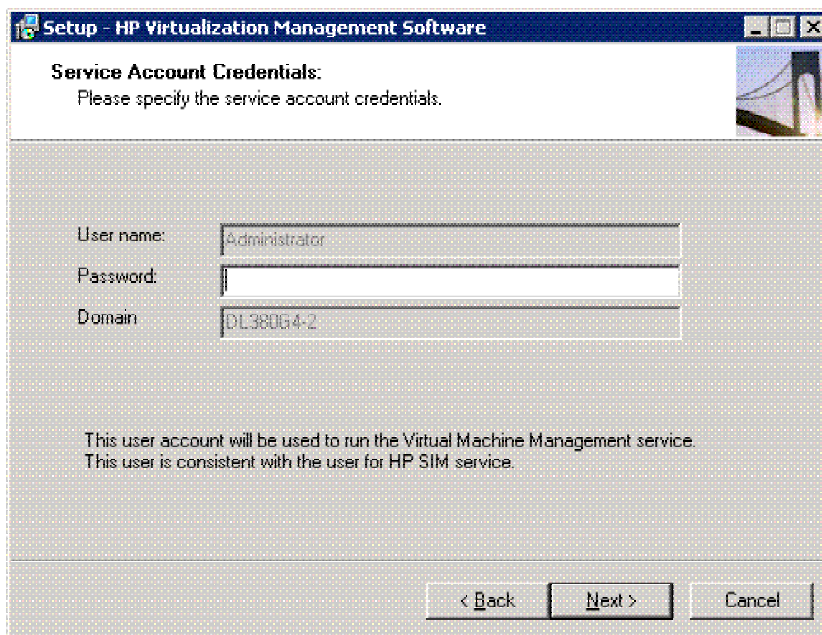 Setup - HP Virtualization Management Software
Service Account Credentials:
Please specify the service account credentials.
User name:
Administrator
Password:
Domain
DL380G4-2
This user account will be used to run the Virtual Machine Management service.
This user is consistent with the user for HP SIM service.
< Back
Next >
Cancel